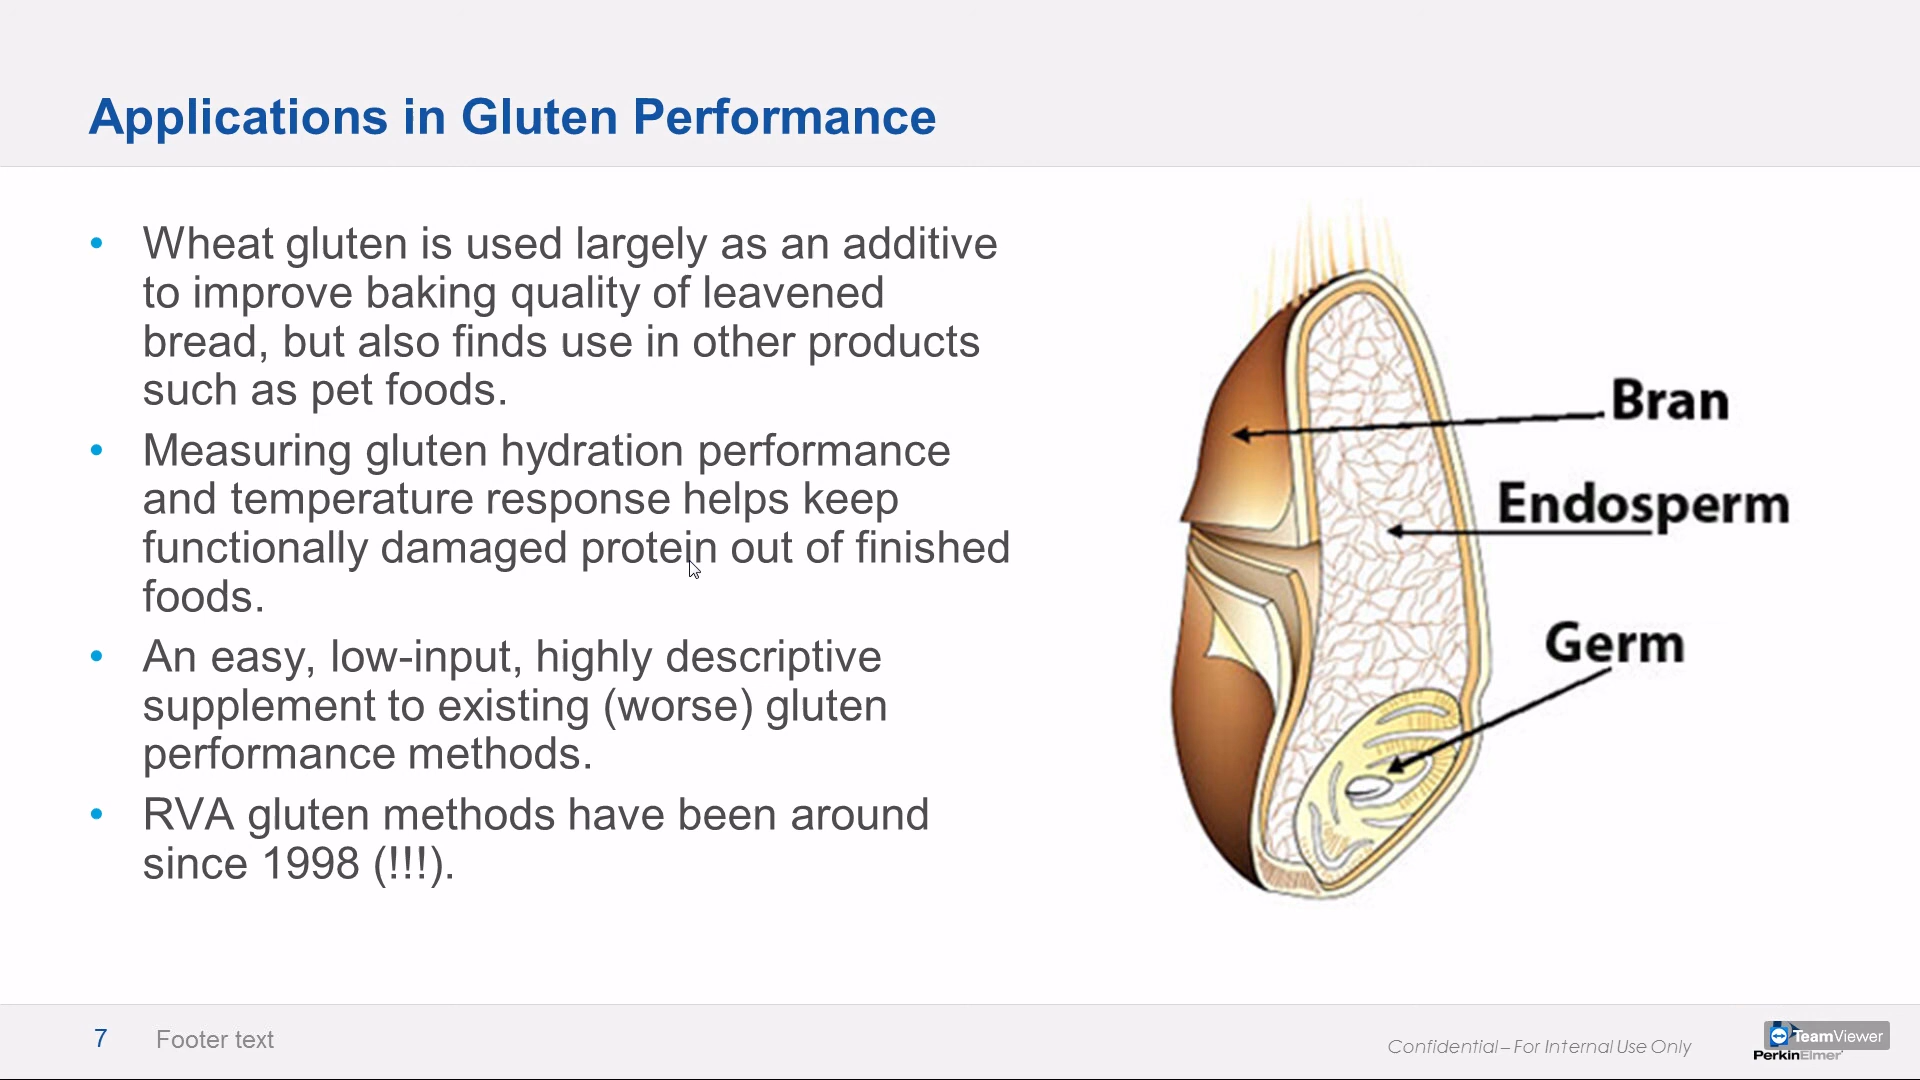 Applications in Gluten Performance
• Wheat gluten is used largely as an additive
to improve baking quality of leavened
bread, but also finds use in other products
such as pet foods.
• Measuring gluten hydration performance
and temperature response helps keep
functionally damaged protein out of finished
foods.
• An easy, low-input, highly descriptive
supplement to existing (worse) gluten
performance methods.
• RVA gluten methods have been around
since 1998 (!!!).
Bran
Endosperm
Germ
7 Footer text
Confidential – For Internal Use Only
TeamViewer
PerkinElmer